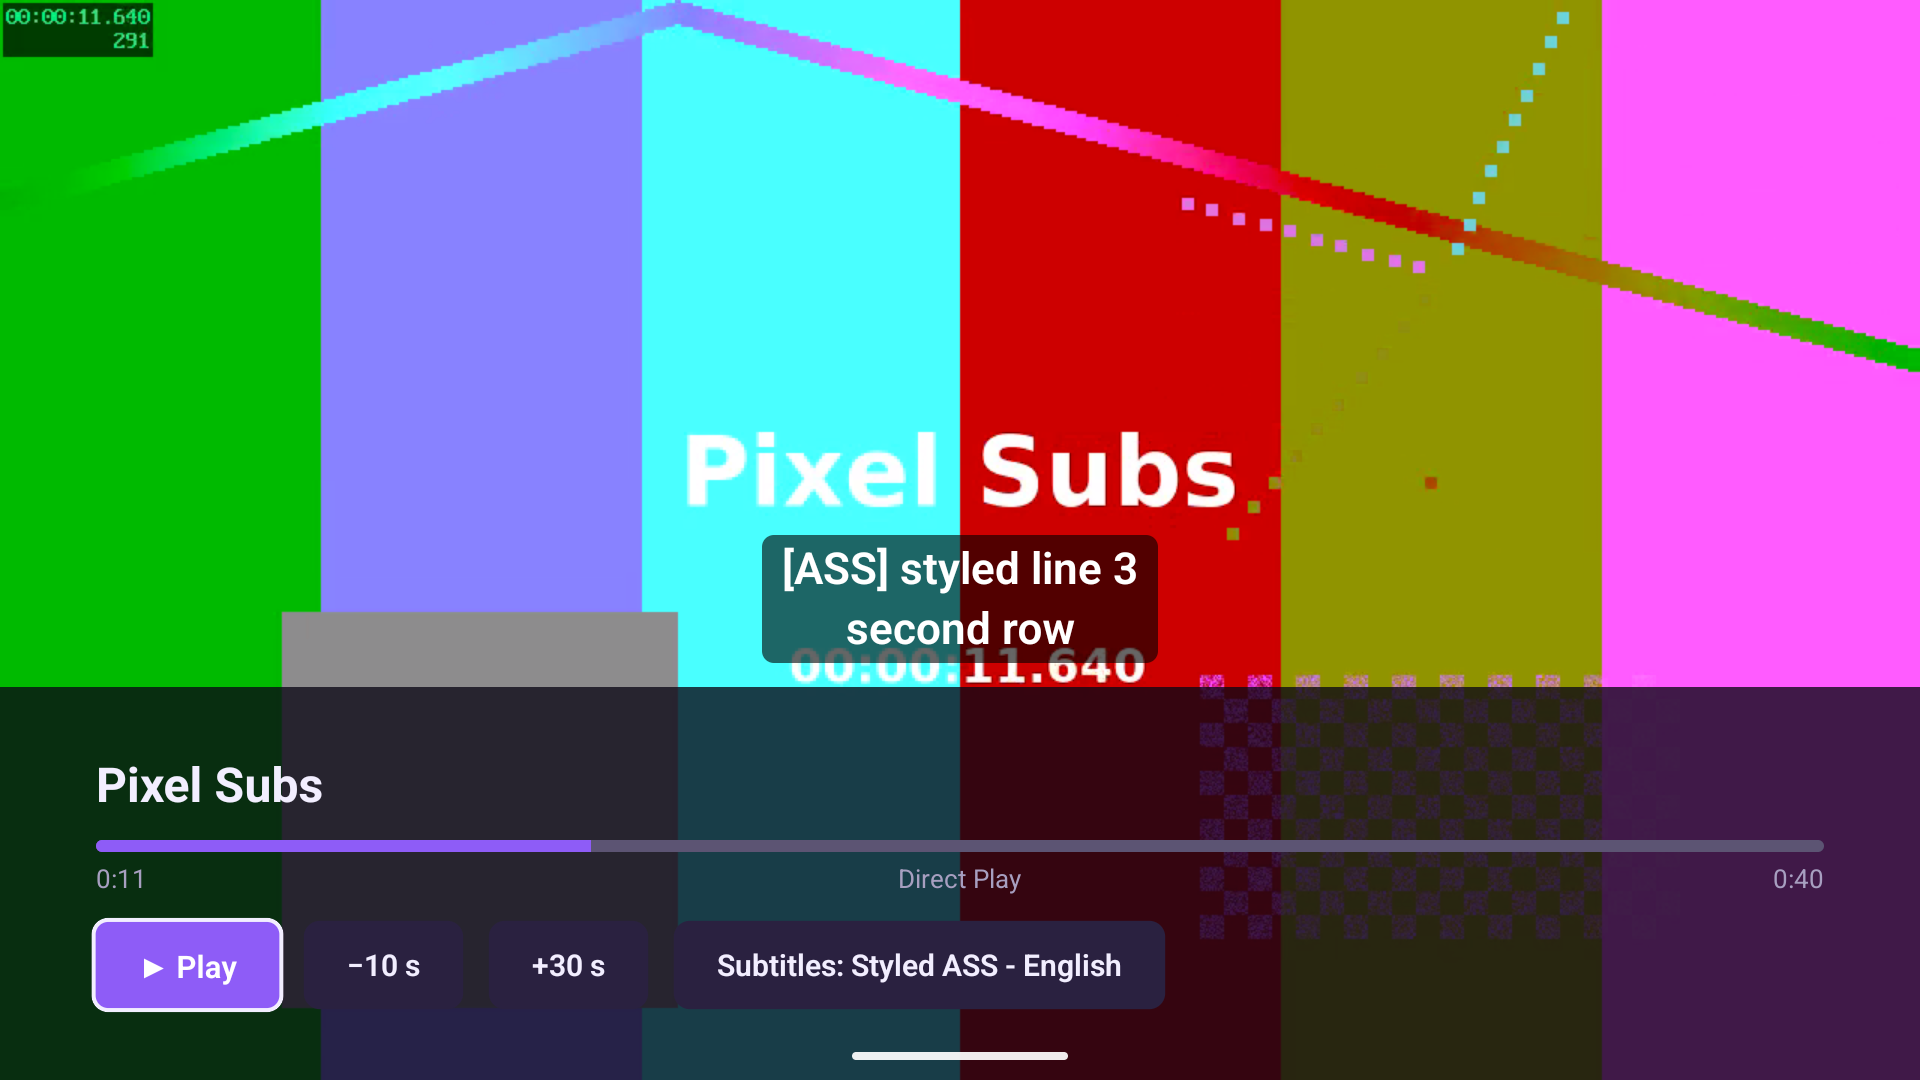 00:00:11.640
291
Pixel Subs
[ASS] styled line 3
second row
00:00:11.640
Pixel Subs
0:11
Direct Play
0:40
▶ Play
−10 s
+30 s
Subtitles: Styled ASS - English